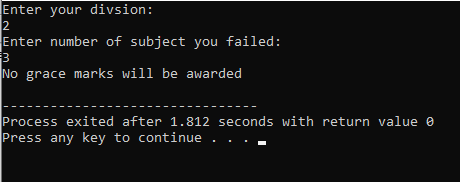 Enter your divsion:
2
Enter number of subject you failed:
3
No grace marks will be awarded
--------------------------------
Process exited after 1.812 seconds with return value 0
Press any key to continue . . .